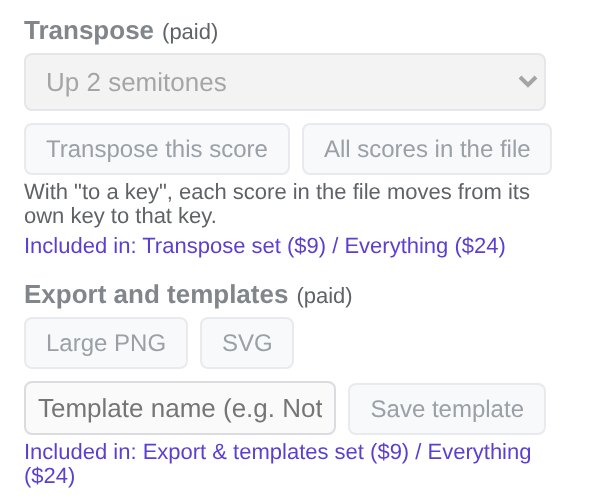 Transpose (paid)
Up 2 semitones
Transpose this score
All scores in the file
With "to a key", each score in the file moves from its
own key to that key.
Included in: Transpose set ($9) / Everything ($24)
Export and templates (paid)
Large PNG
SVG
Template name (e.g. Not
Save template
Included in: Export & templates set ($9) / Everything
($24)